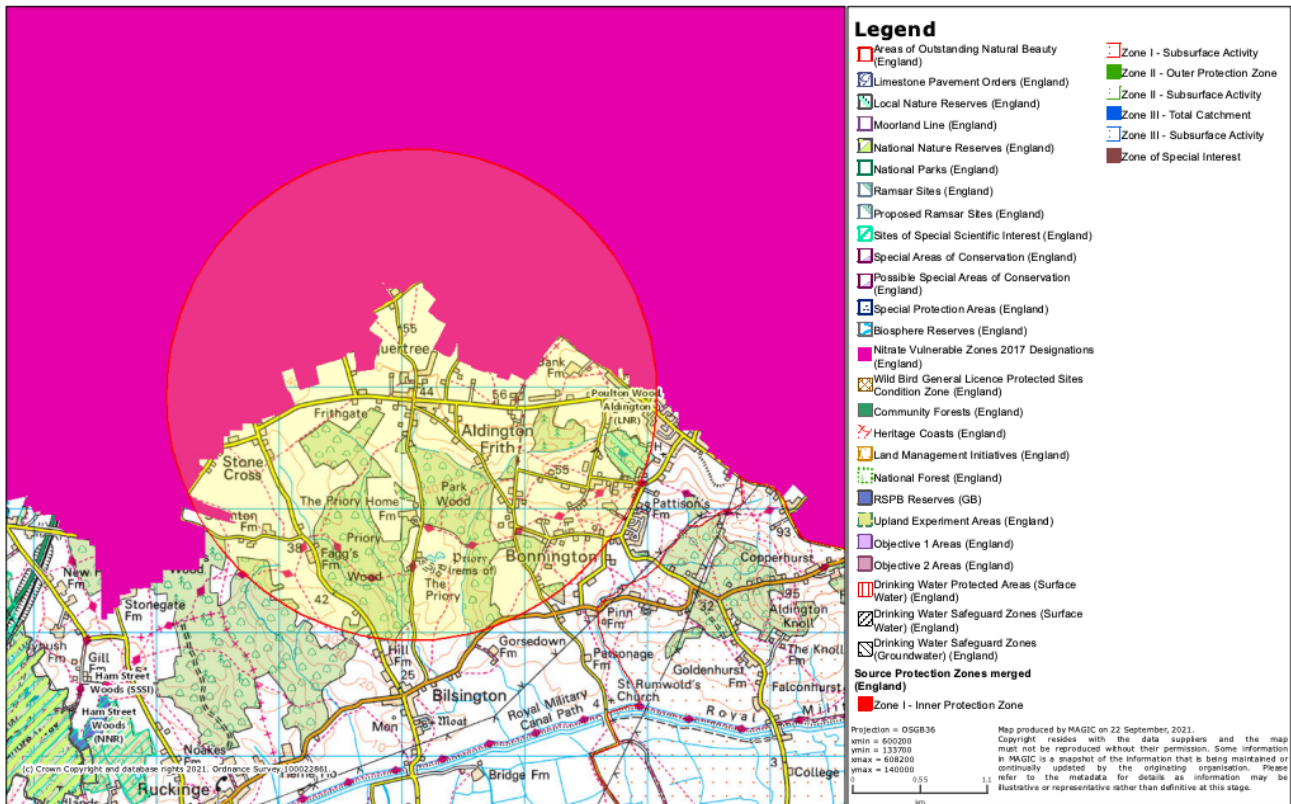 55
uertree
44
Bank
Fm
56
Poulton Wood
Aldington
(LNR)
Frithgate
Aldington
Frith
Stone
Cross
55
Park
Wood
The Priory Home
Fm
Pattison's
Fm
nton
Fm
38
Fagg's
Fm
Priory
Wood
Priory
(rems of)
The
Priory
Bonnington
93
Copperhurst
New
Fm
Wood
Stonegate
Fm
42
Pinn
Fm
32
95
Aldington
Knoll
Fm
Gill
Fm
Ham Street
Woods (SSSI)
Hill
Fm
25
Gorsedown
Parsonage
Fm
Goldenhurst
Fm
The Knoll
Fm
Falconhurst
Ham Street
Woods
(NNR)
Bilsington
St Rumwold's
Church
Mon
Moat
Royal Military
Canal Path
4
Royal Milit
Noakes
Fm
3
(c) Crown Copyright and database rights 2021. Ordnance Survey 100022861.
Bridge Fm
College
Ruckinge
Legend
Areas of Outstanding Natural Beauty
(England)
Limestone Pavement Orders (England)
Local Nature Reserves (England)
Moorland Line (England)
National Nature Reserves (England)
National Parks (England)
Ramsar Sites (England)
Proposed Ramsar Sites (England)
Sites of Special Scientific Interest (England)
Special Areas of Conservation (England)
Possible Special Areas of Conservation
(England)
Special Protection Areas (England)
Biosphere Reserves (England)
Nitrate Vulnerable Zones 2017 Designations
(England)
Wild Bird General Licence Protected Sites
Condition Zone (England)
Community Forests (England)
Heritage Coasts (England)
Land Management Initiatives (England)
National Forest (England)
RSPB Reserves (GB)
Upland Experiment Areas (England)
Objective 1 Areas (England)
Objective 2 Areas (England)
Drinking Water Protected Areas (Surface
Water) (England)
Drinking Water Safeguard Zones (Surface
Water) (England)
Drinking Water Safeguard Zones
(Groundwater) (England)
Source Protection Zones merged
(England)
Zone I - Inner Protection Zone
Zone I - Subsurface Activity
Zone II - Outer Protection Zone
Zone II - Subsurface Activity
Zone III - Total Catchment
Zone III - Subsurface Activity
Zone of Special Interest
Projection = OSGB36
xmin = 600200
ymin = 133700
xmax = 608200
ymax = 140000
0 0.55 1.1
km
Map produced by MAGIC on 22 September, 2021.
Copyright resides with the data suppliers and the map
must not be reproduced without their permission. Some information
in MAGIC is a snapshot of the information that is being maintained or
continually updated by the originating organisation. Please
refer to the metadata for details as information may be
illustrative or representative rather than definitive at this stage.